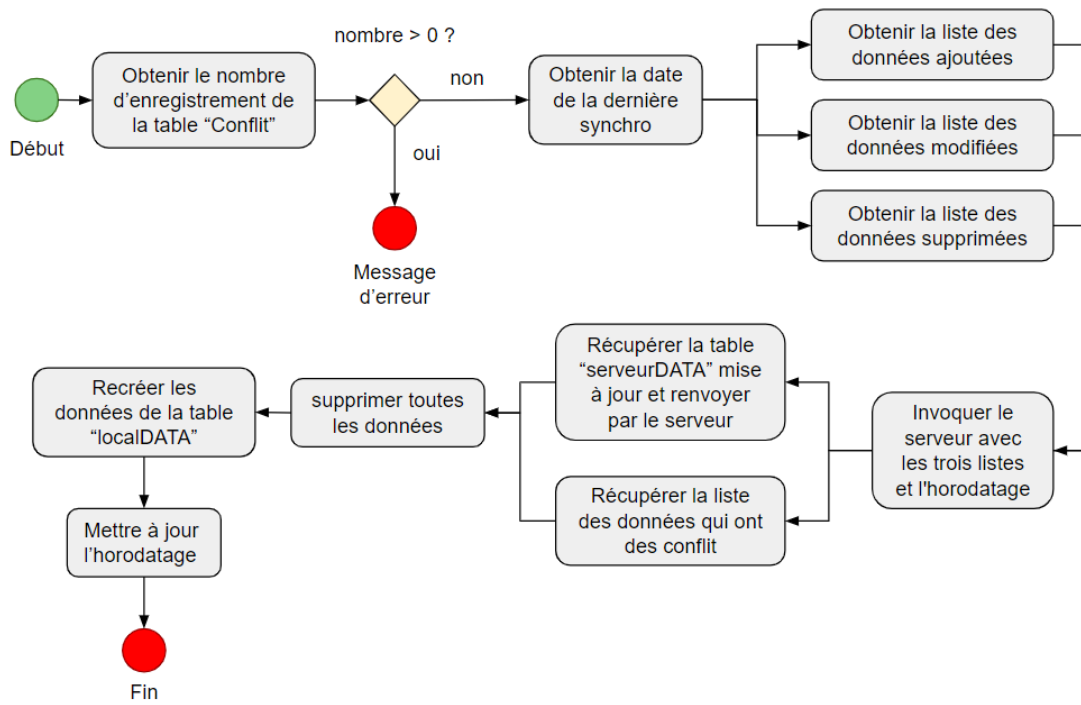 Début
Obtenir le nombre
d’enregistrement de
la table “Conflit”
nombre > 0 ?
non
oui
Message
d’erreur
Obtenir la date
de la dernière
synchro
Obtenir la liste des
données ajoutées
Obtenir la liste des
données modifiées
Obtenir la liste des
données supprimées
Invoquer le
serveur avec
les trois listes
et l'horodatage
Récupérer la table
“serveurDATA” mise
à jour et renvoyer
par le serveur
Récupérer la liste
des données qui ont
des conflit
supprimer toutes
les données
Recréer les
données de la table
“localDATA”
Mettre à jour
l’horodatage
Fin